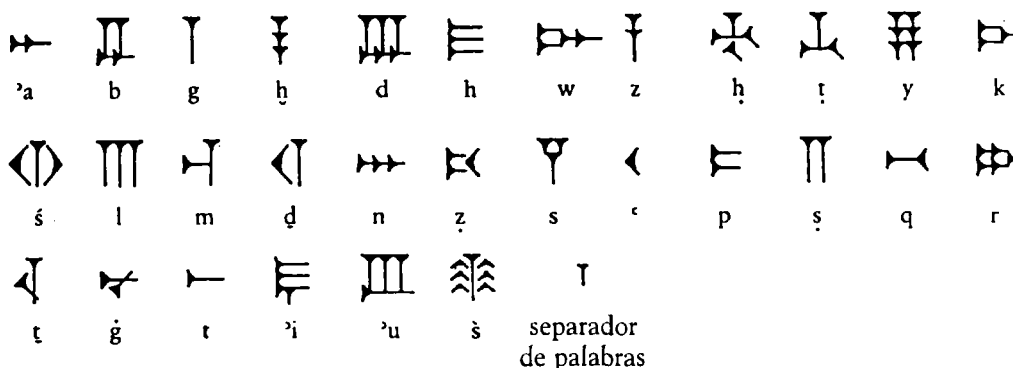 𐎀 𐎁 𐎂 𐎃 𐎄 𐎅 𐎆 𐎇 𐎈 𐎉 𐎊 𐎋
ʾa b g ḫ d h w z ḥ ṭ y k
𐎌 𐎍 𐎎 𐎏 𐎐 𐎑 𐎒 𐎓 𐎔 𐎕 𐎖 𐎗
ś l m ḏ n ẓ s ʿ p ṣ q r
𐎘 𐎙 𐎚 𐎛 𐎜 𐎝 𐎟
ṯ ġ t ʾi ʾu s̀ separador
de palabras